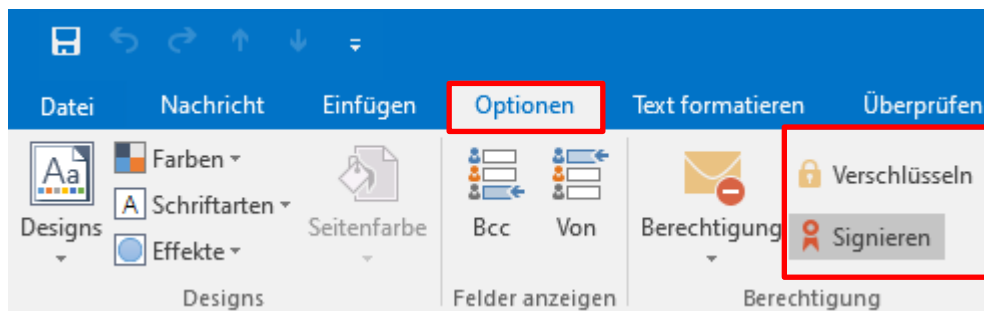 Datei Nachricht Einfügen Optionen Text formatieren Überprüfen
Aa
Designs
Farben
A Schriftarten
Effekte
Seitenfarbe
Bcc
Von
Berechtigung
Verschlüsseln
Signieren
Designs
Felder anzeigen
Berechtigung